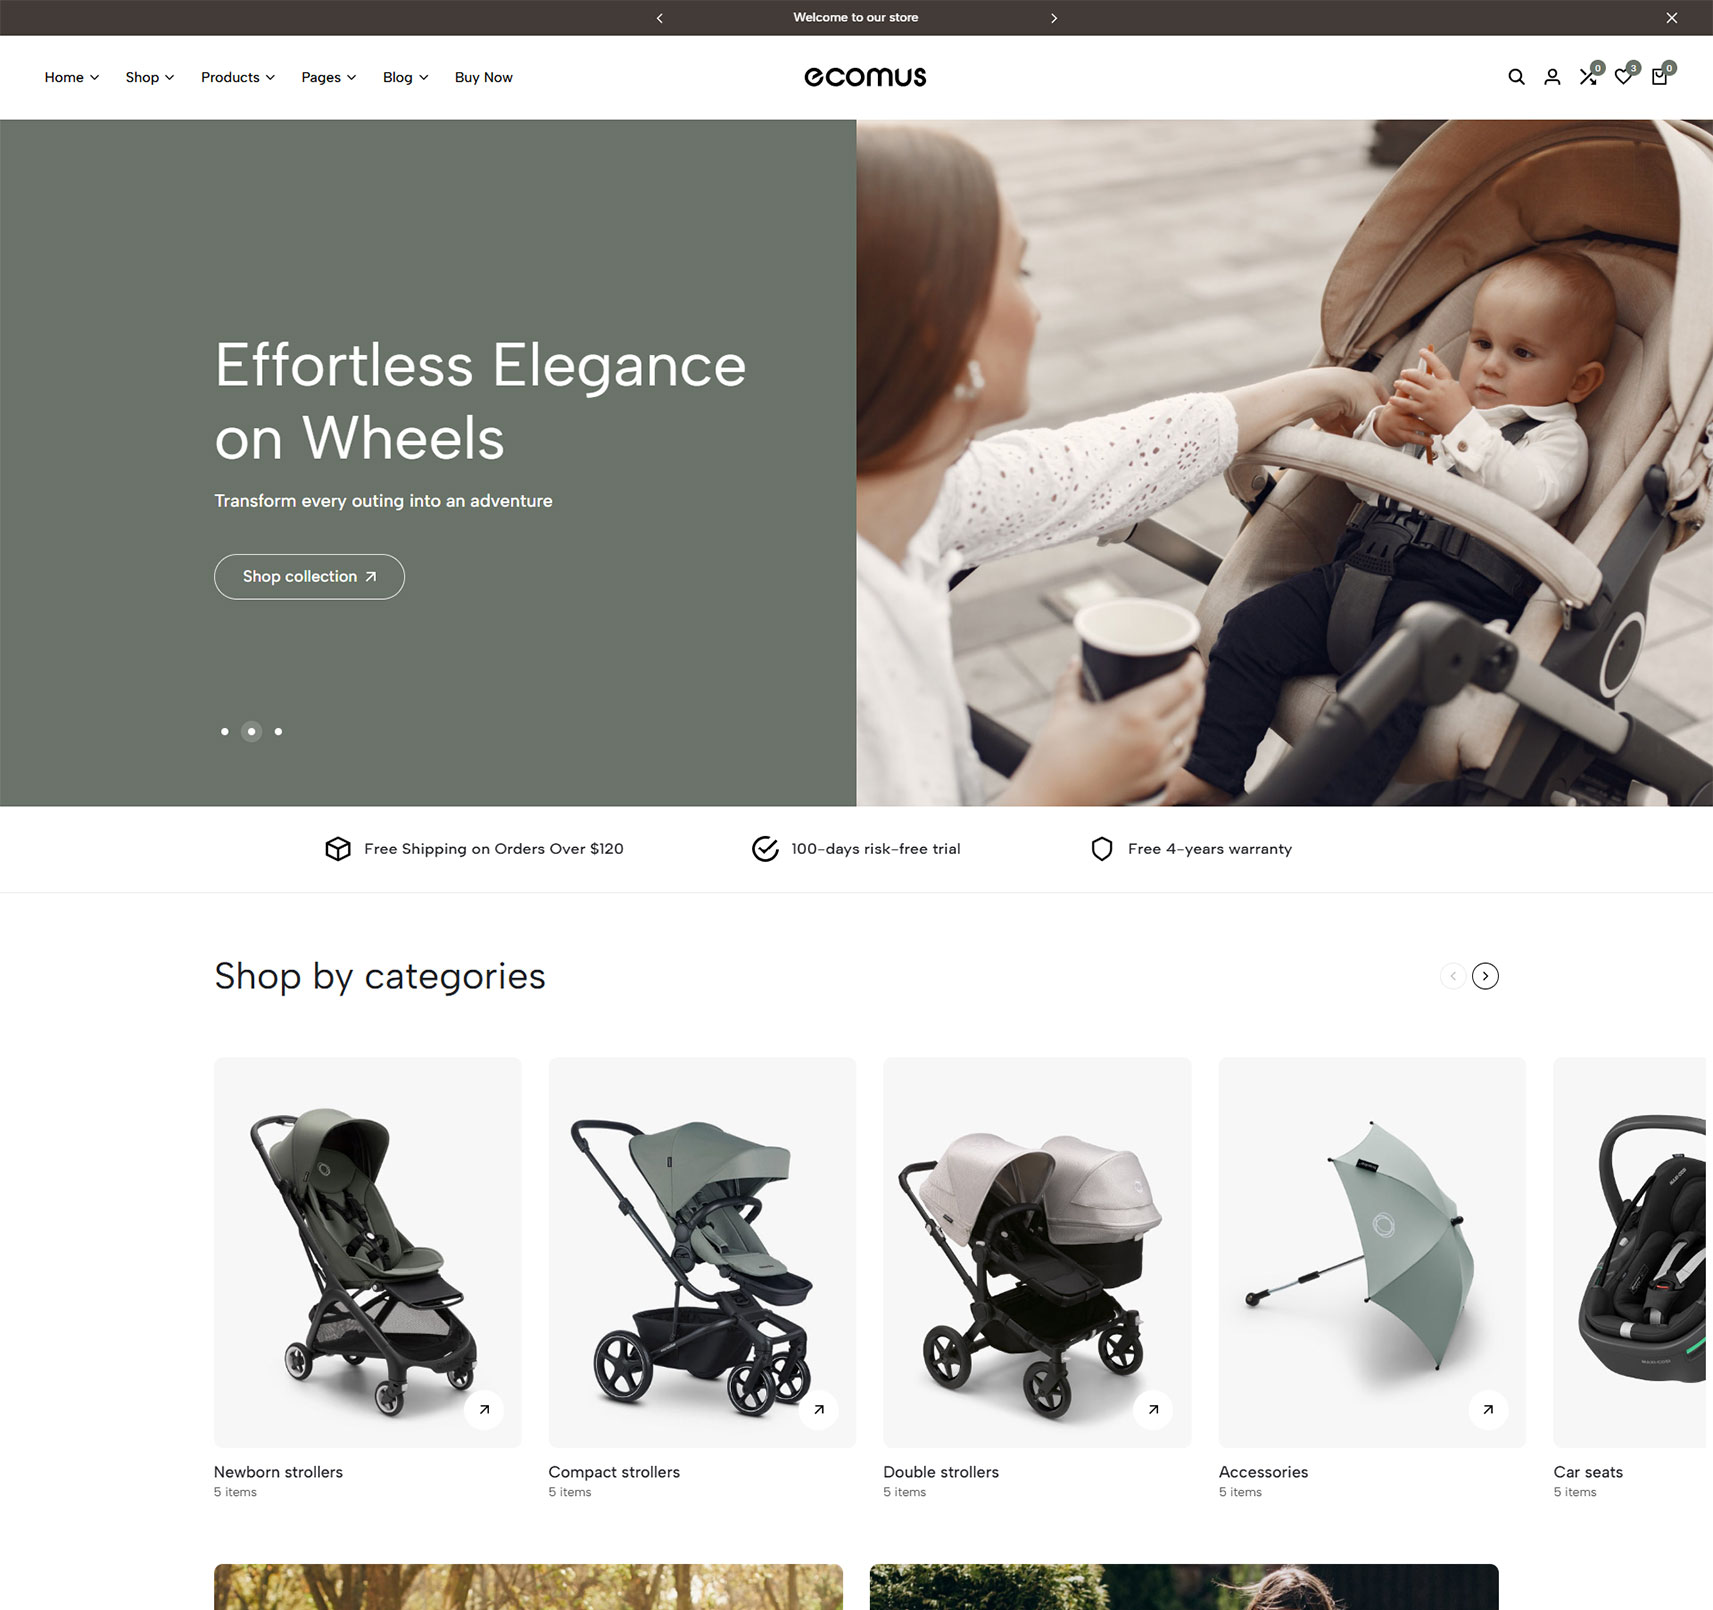 Welcome to our store
Home
Shop
Products
Pages
Blog
Buy Now
ecomus
0
3
0
Effortless Elegance
on Wheels
Transform every outing into an adventure
Shop collection
Free Shipping on Orders Over $120
100-days risk-free trial
Free 4-years warranty
Shop by categories
Newborn strollers
5 items
Compact strollers
5 items
Double strollers
5 items
Accessories
5 items
Car seats
5 items